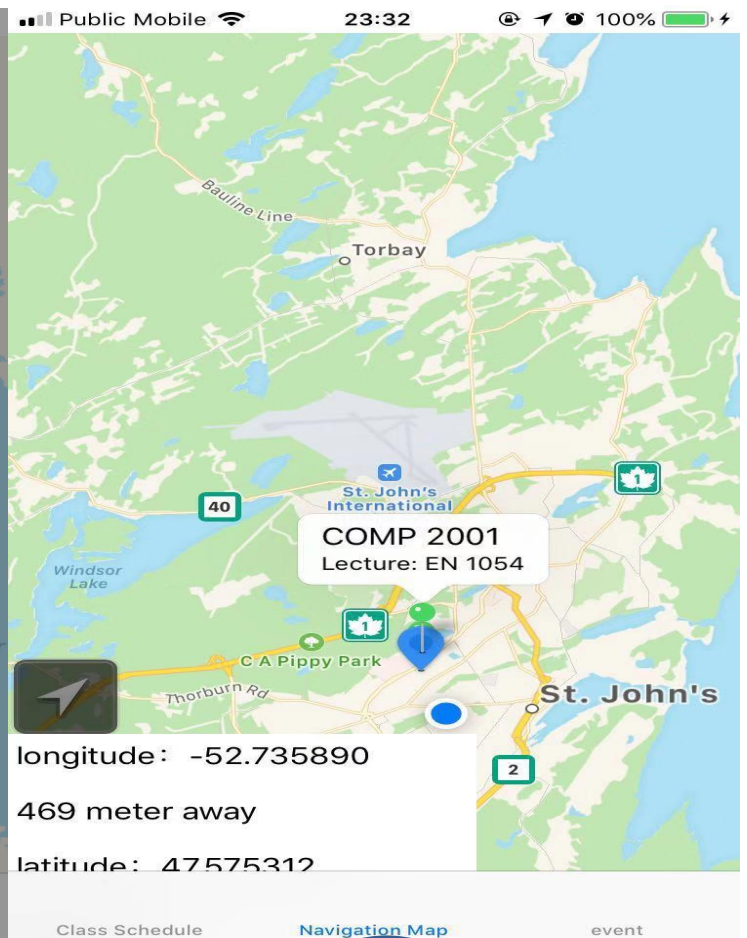 Public Mobile 23:32 100%
Bauline Line
Torbay
St. John's
International
40
1
COMP 2001
Lecture: EN 1054
Windsor
Lake
1
C A Pippy Park
Thorburn Rd
St. John's
longitude: -52.735890
2
469 meter away
latitude: 47.575312
Class Schedule Navigation Map event